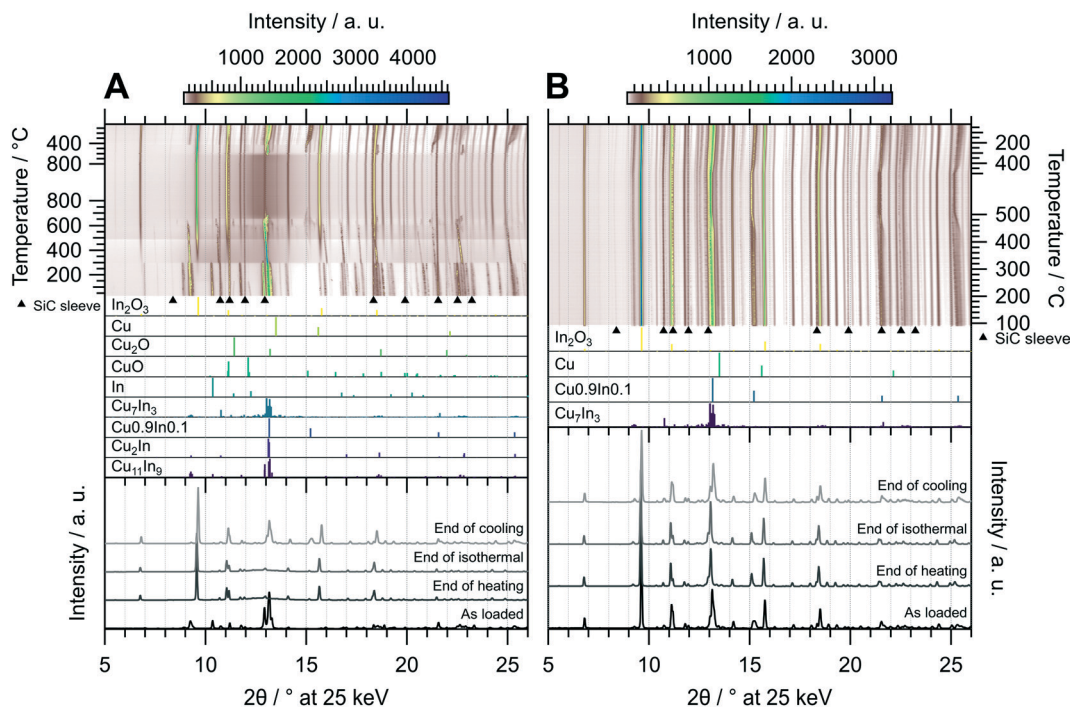 Intensity / a. u.
1000 2000 3000 4000
A
Temperature / °C
400
800
800
600
400
200
▲ SiC sleeve
In₂O₃
Cu
Cu₂O
CuO
In
Cu₇In₃
Cu0.9In0.1
Cu₂In
Cu₁₁In₉
Intensity / a. u.
End of cooling
End of isothermal
End of heating
As loaded
5 10 15 20 25
2θ / ° at 25 keV
Intensity / a. u.
1000 2000 3000
B
200
400
500
400
300
200
100
Temperature / °C
▲ SiC sleeve
In₂O₃
Cu
Cu0.9In0.1
Cu₇In₃
End of cooling
End of isothermal
End of heating
As loaded
Intensity / a. u
5 10 15 20 25
2θ / ° at 25 keV